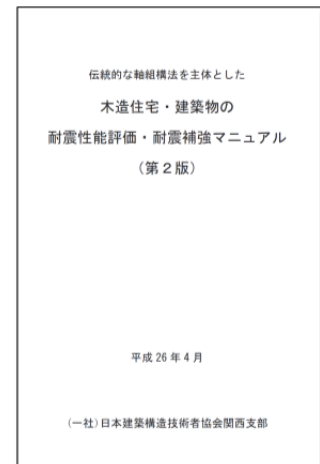 伝統的な軸組構法を主体とした
木造住宅・建築物の
耐震性能評価・耐震補強マニュアル
（第２版）
平成 26 年 4 月
(一社)日本建築構造技術者協会関西支部